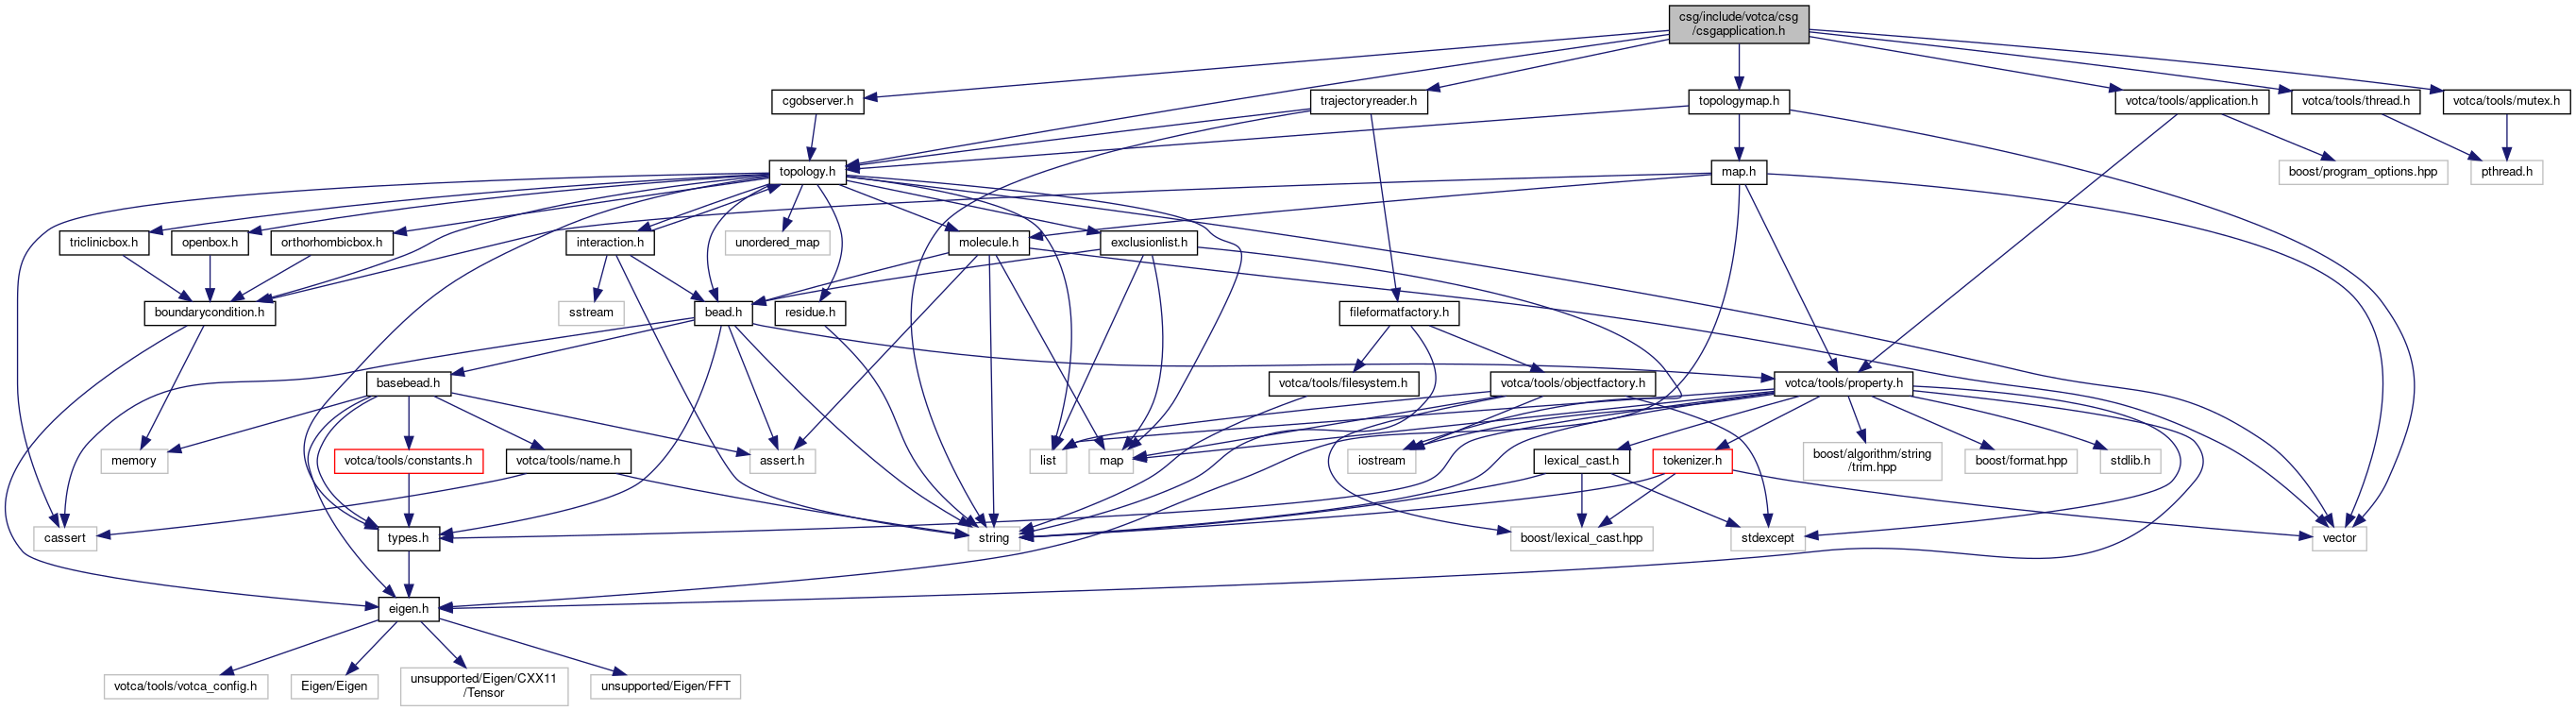 csg/include/votca/csg
/csgapplication.h
cgobserver.h
trajectoryreader.h
topologymap.h
votca/tools/application.h
votca/tools/thread.h
votca/tools/mutex.h
topology.h
map.h
boost/program_options.hpp
pthread.h
triclinicbox.h
openbox.h
orthorhombicbox.h
interaction.h
unordered_map
molecule.h
exclusionlist.h
boundarycondition.h
sstream
bead.h
residue.h
fileformatfactory.h
basebead.h
votca/tools/filesystem.h
votca/tools/objectfactory.h
votca/tools/property.h
memory
votca/tools/constants.h
votca/tools/name.h
assert.h
list
map
iostream
lexical_cast.h
tokenizer.h
boost/algorithm/string
/trim.hpp
boost/format.hpp
stdlib.h
cassert
types.h
string
boost/lexical_cast.hpp
stdexcept
vector
eigen.h
votca/tools/votca_config.h
Eigen/Eigen
unsupported/Eigen/CXX11
/Tensor
unsupported/Eigen/FFT